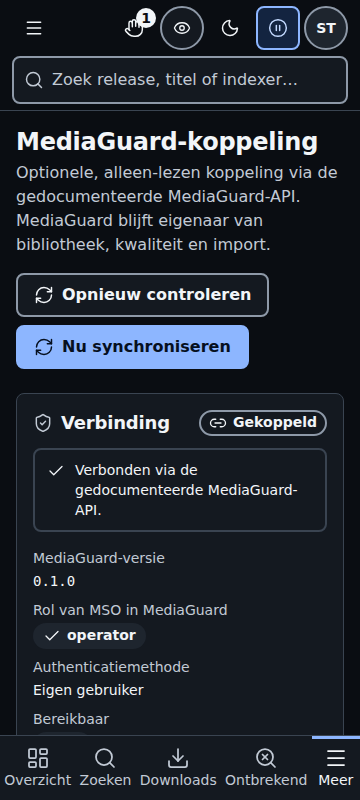 1
ST
Zoek release, titel of indexer…
MediaGuard-koppeling
Optionele, alleen-lezen koppeling via de
gedocumenteerde MediaGuard-API.
MediaGuard blijft eigenaar van
bibliotheek, kwaliteit en import.
Opnieuw controleren
Nu synchroniseren
Verbinding
Gekoppeld
Verbonden via de
gedocumenteerde MediaGuard-
API.
MediaGuard-versie
0.1.0
Rol van MSO in MediaGuard
operator
Authenticatiemethode
Eigen gebruiker
Bereikbaar
Overzicht
Zoeken
Downloads
Ontbrekend
Meer